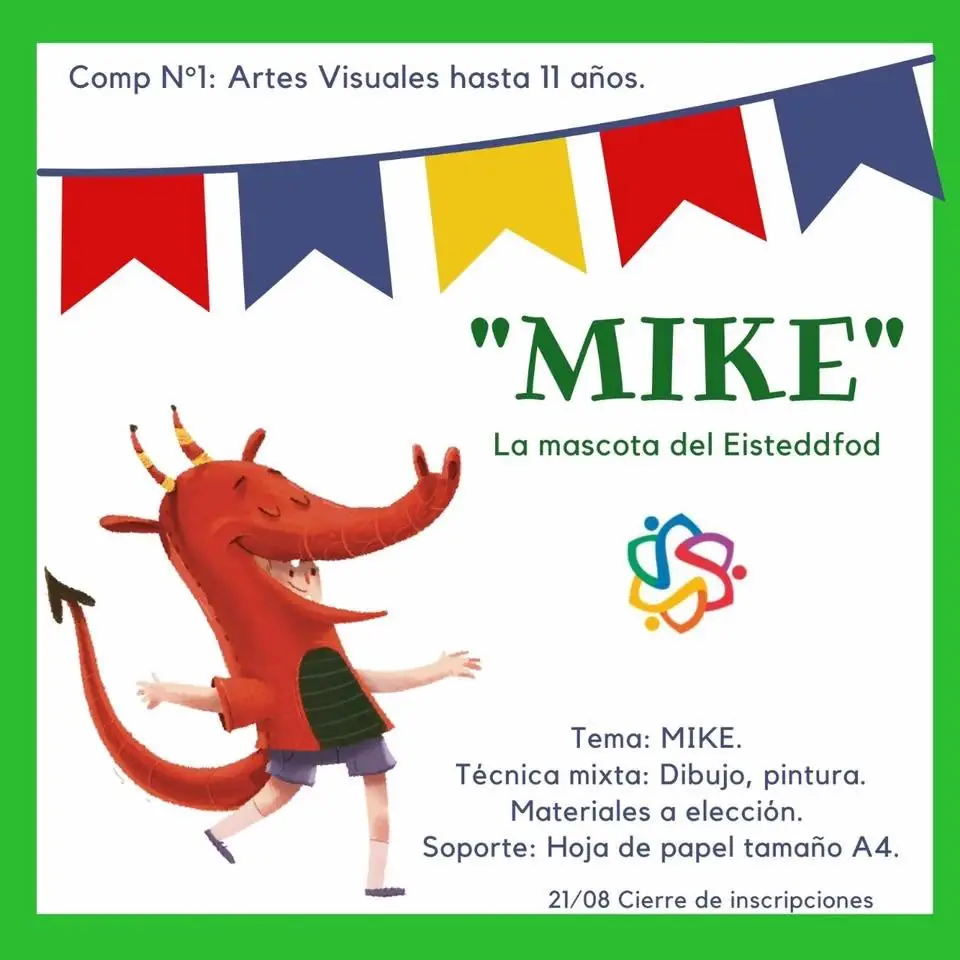 Comp Nº1: Artes Visuales hasta 11 años.
"MIKE"
La mascota del Eisteddfod
Tema: MIKE.
Técnica mixta: Dibujo, pintura.
Materiales a elección.
Soporte: Hoja de papel tamaño A4.
21/08 Cierre de inscripciones